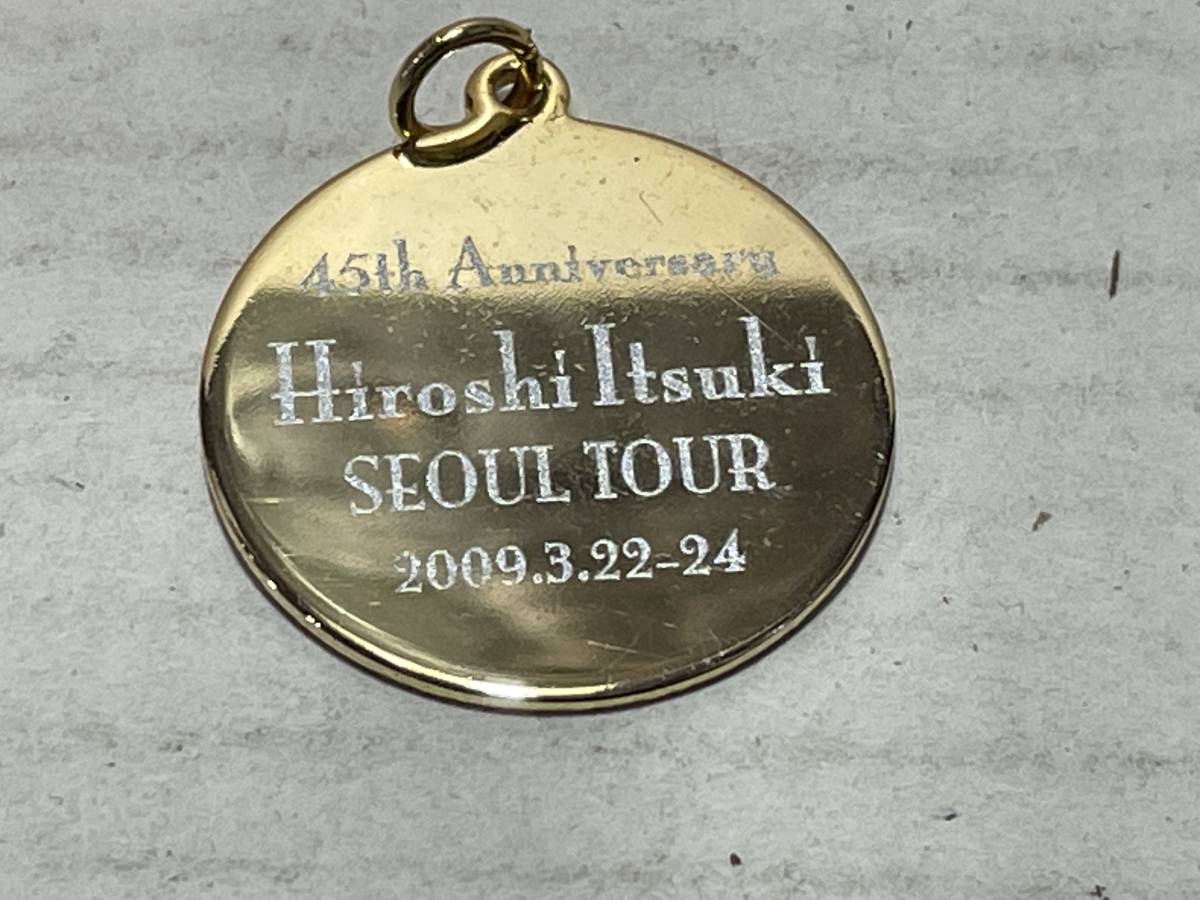 45th Anniversary
Hiroshi Itsuki
SEOUL TOUR
2009.3.22-24